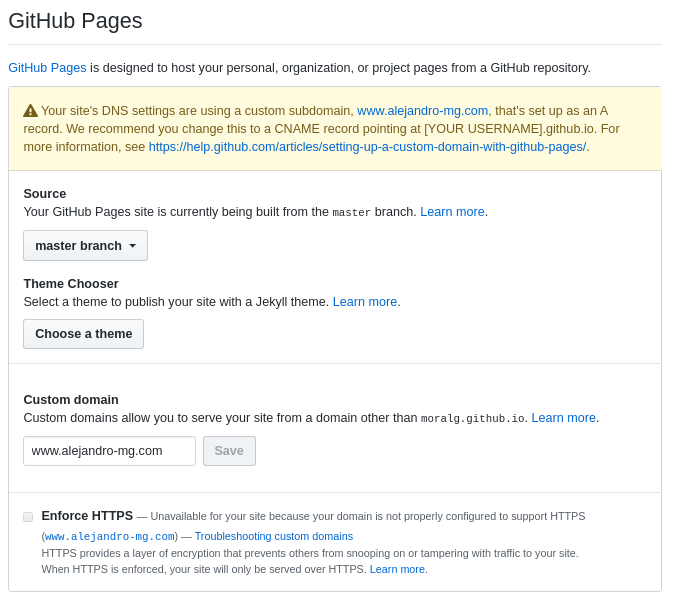 GitHub Pages
GitHub Pages is designed to host your personal, organization, or project pages from a GitHub repository.
Your site's DNS settings are using a custom subdomain, www.alejandro-mg.com, that's set up as an A
record. We recommend you change this to a CNAME record pointing at [YOUR USERNAME].github.io. For
more information, see https://help.github.com/articles/setting-up-a-custom-domain-with-github-pages/.
Source
Your GitHub Pages site is currently being built from the master branch. Learn more.
master branch
Theme Chooser
Select a theme to publish your site with a Jekyll theme. Learn more.
Choose a theme
Custom domain
Custom domains allow you to serve your site from a domain other than moralg.github.io. Learn more.
www.alejandro-mg.com Save
Enforce HTTPS — Unavailable for your site because your domain is not properly configured to support HTTPS
(www.alejandro-mg.com) — Troubleshooting custom domains
HTTPS provides a layer of encryption that prevents others from snooping on or tampering with traffic to your site.
When HTTPS is enforced, your site will only be served over HTTPS. Learn more.